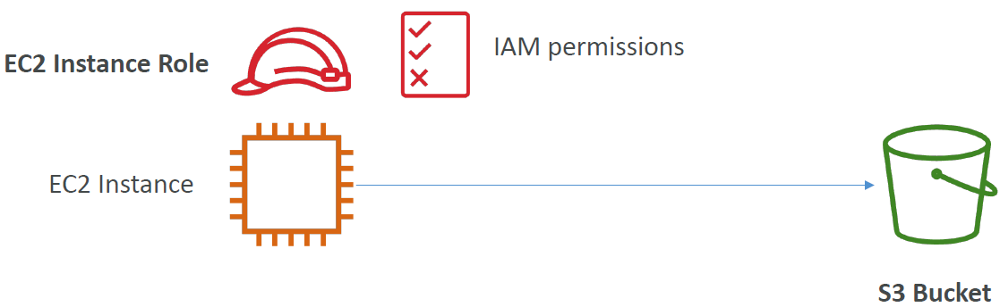 IAM permissions
EC2 Instance Role
EC2 Instance
S3 Bucket